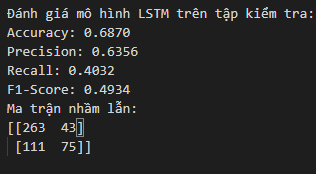 Đánh giá mô hình LSTM trên tập kiểm tra:
Accuracy: 0.6870
Precision: 0.6356
Recall: 0.4032
F1-Score: 0.4934
Ma trận nhầm lẫn:
[[263  43]
 [111  75]]